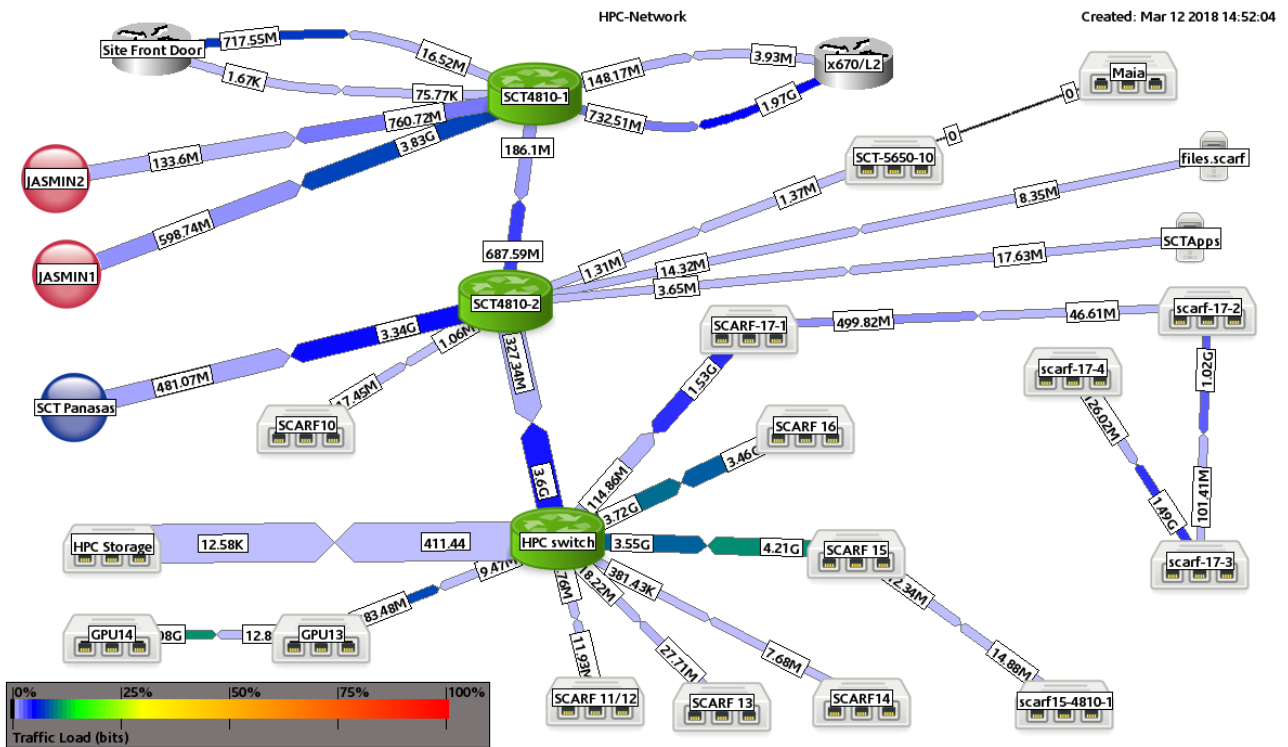 HPC-Network
Created: Mar 12 2018 14:52:04
Site Front Door
717.55M
16.52M
1.67K
75.77K
SCT4810-1
148.17M
3.93M
x670/L2
732.51M
1.97G
Maia
0
0
760.72M
133.6M
JASMIN2
3.83G
598.74M
JASMIN1
186.1M
687.59M
SCT-5650-10
1.37M
1.31M
files.scarf
8.35M
14.32M
SCTApps
17.63M
3.65M
SCT4810-2
3.34G
481.07M
SCT Panasas
1.06M
17.45M
SCARF10
327.34M
3.6G
SCARF-17-1
499.82M
46.61M
scarf-17-2
1.53G
114.86M
scarf-17-4
126.02M
1.49G
1.02G
101.41M
scarf-17-3
SCARF 16
3.46G
3.72G
HPC Storage
12.58K
411.44
HPC switch
3.55G
4.21G
SCARF 15
9.47M
83.48M
GPU14
08G
12.8
GPU13
.76M
11.93M
SCARF 11/12
18.22M
27.71M
SCARF 13
381.43K
7.68M
SCARF14
2.34M
14.88M
scarf15-4810-1
0% 25% 50% 75% 100%
Traffic Load (bits)